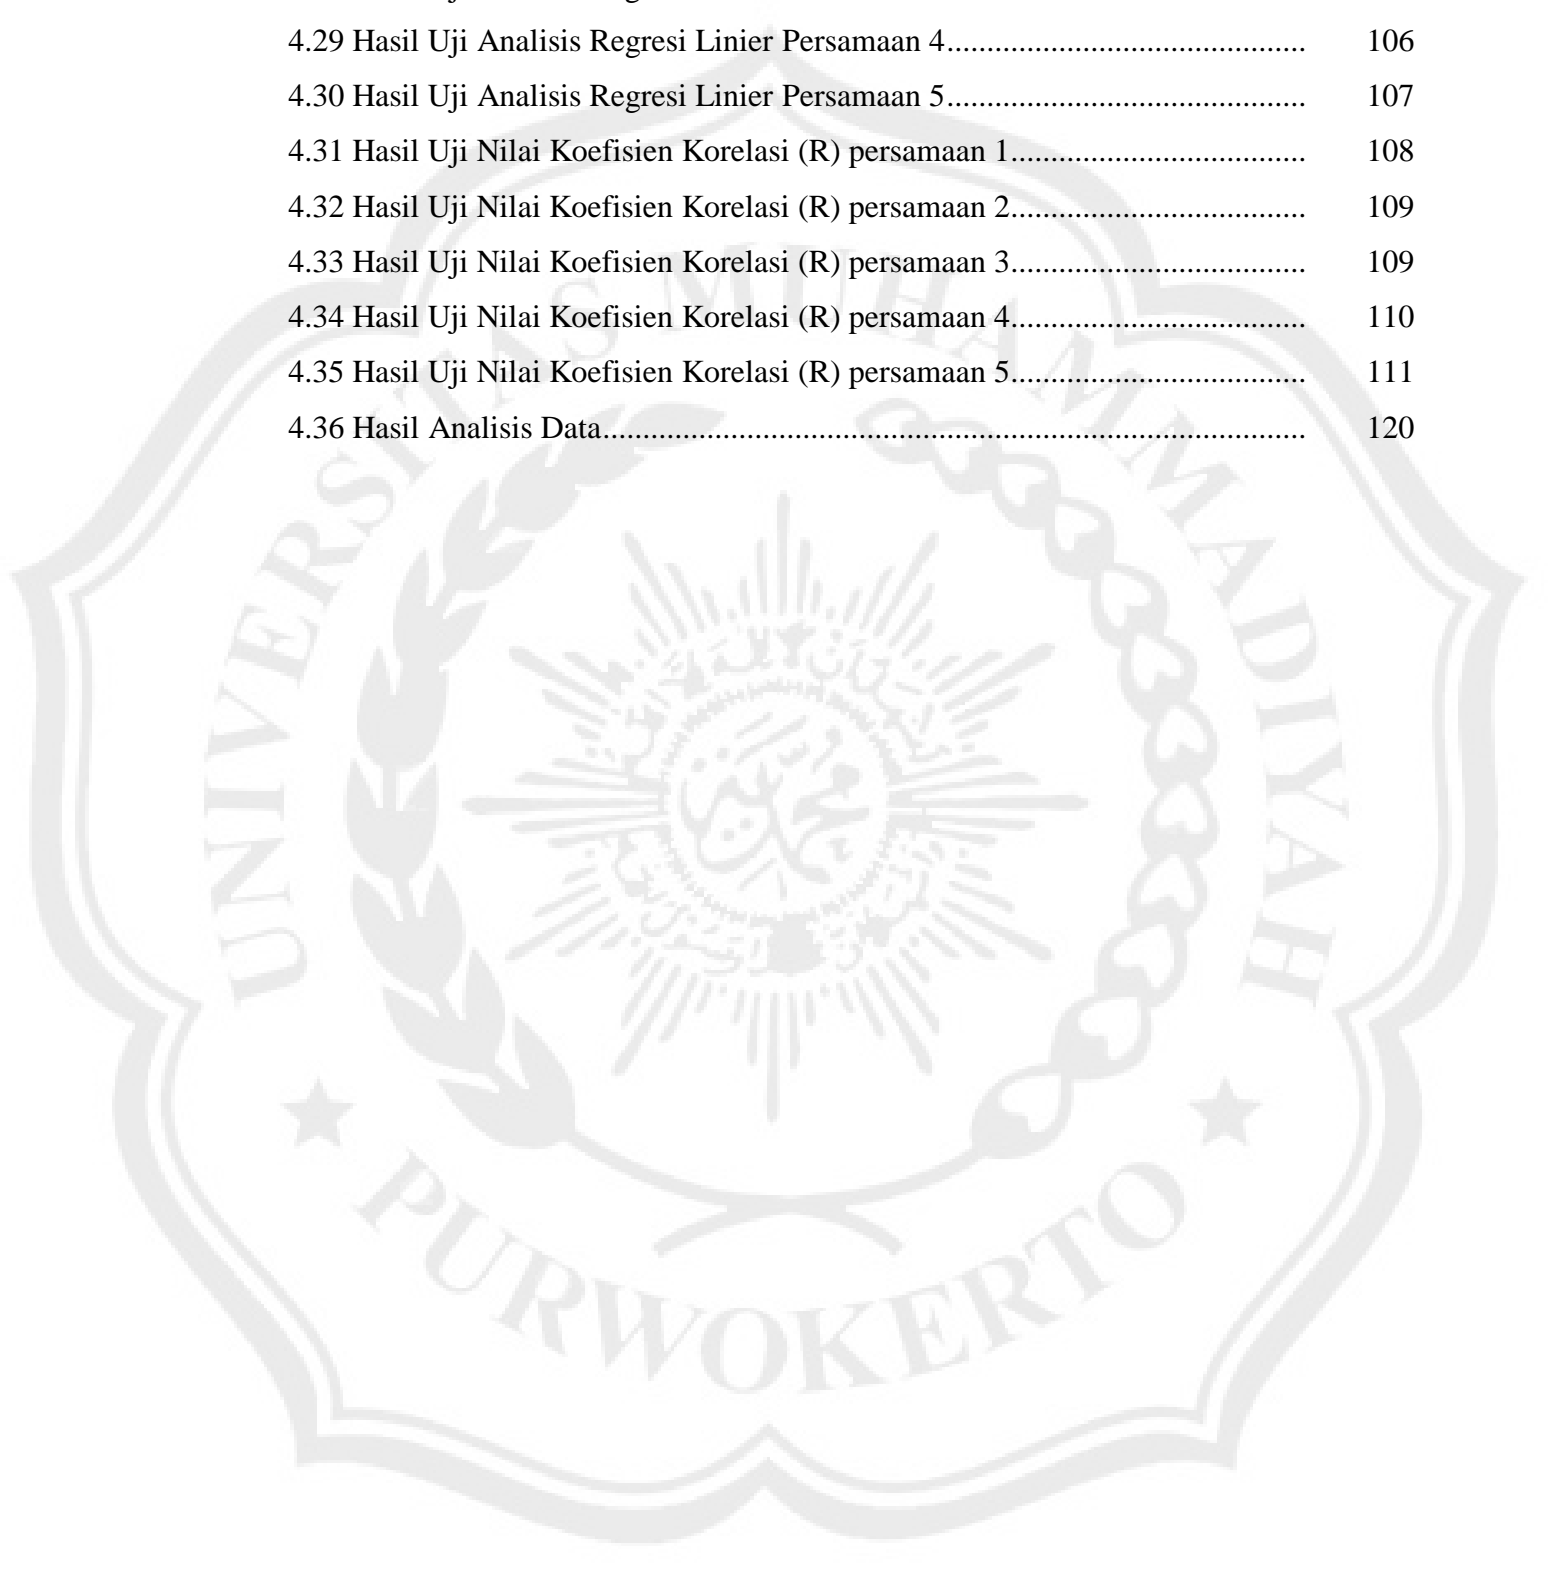 4.29 Hasil Uji Analisis Regresi Linier Persamaan 4............................................. 106
4.30 Hasil Uji Analisis Regresi Linier Persamaan 5............................................. 107
4.31 Hasil Uji Nilai Koefisien Korelasi (R) persamaan 1..................................... 108
4.32 Hasil Uji Nilai Koefisien Korelasi (R) persamaan 2..................................... 109
4.33 Hasil Uji Nilai Koefisien Korelasi (R) persamaan 3..................................... 109
4.34 Hasil Uji Nilai Koefisien Korelasi (R) persamaan 4..................................... 110
4.35 Hasil Uji Nilai Koefisien Korelasi (R) persamaan 5..................................... 111
4.36 Hasil Analisis Data....................................................................................... 120
UNIVERSITAS MUHAMMADIYAH
PURWOKERTO